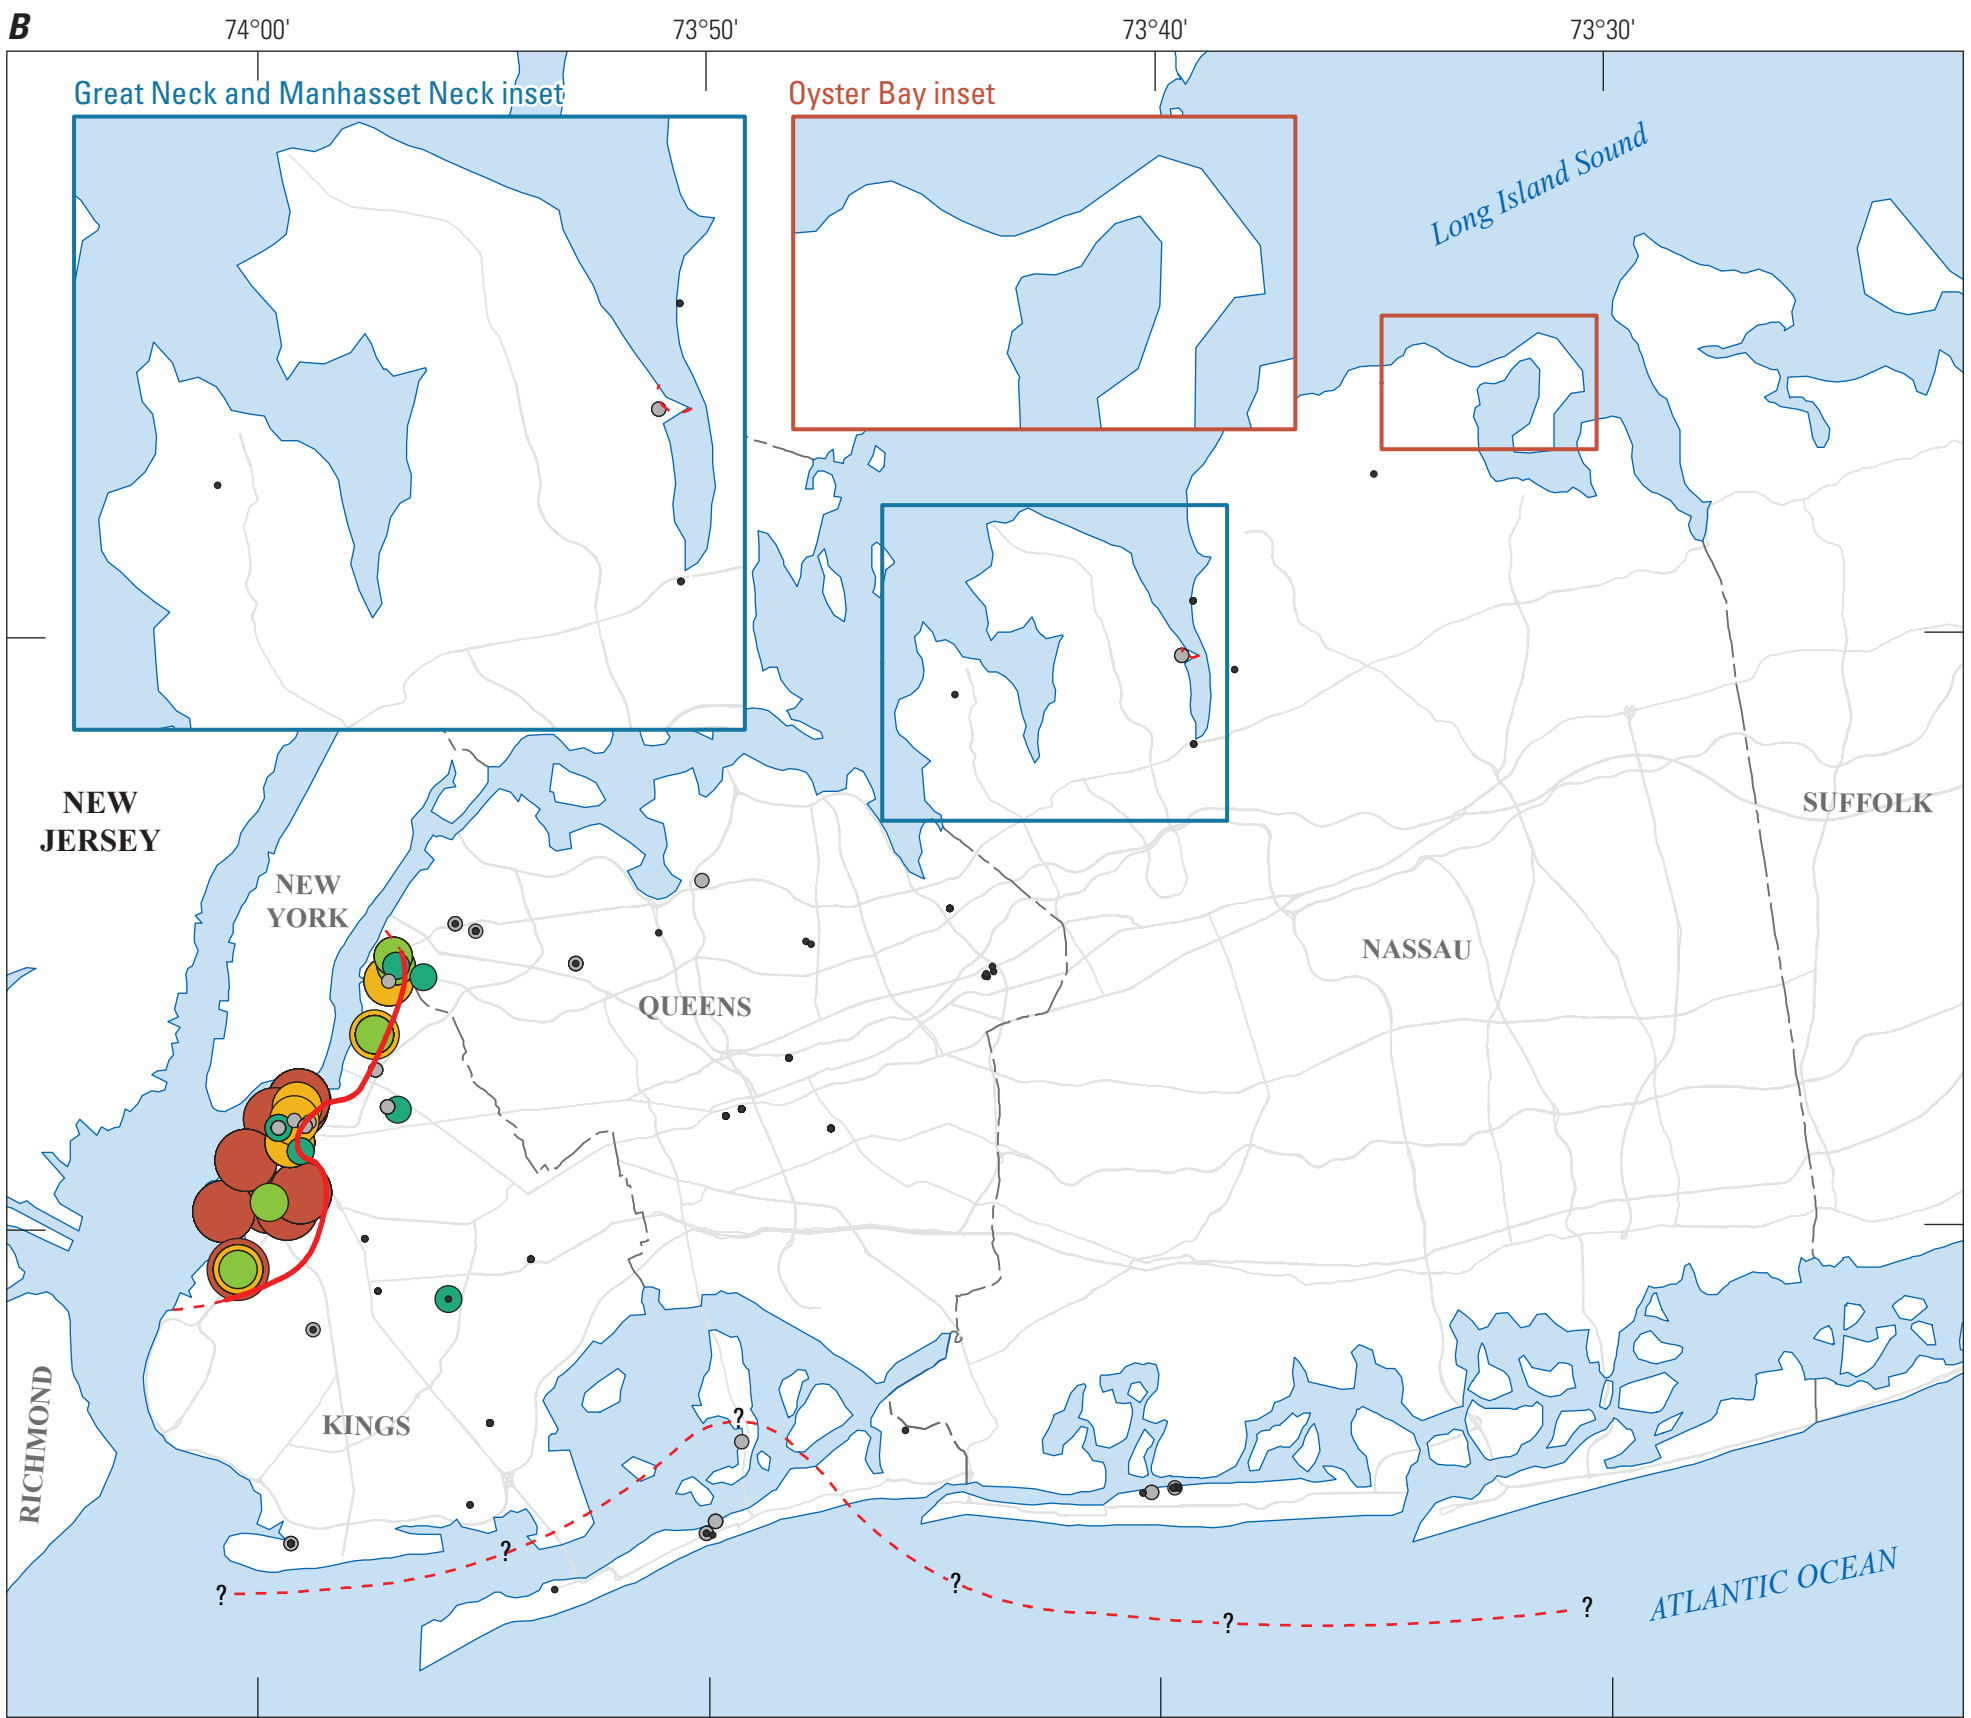 B
74°00'
73°50'
73°40'
73°30'
Great Neck and Manhasset Neck inset
Oyster Bay inset
Long Island Sound
NEW
JERSEY
SUFFOLK
NEW
YORK
NASSAU
QUEENS
RICHMOND
KINGS
?
?
?
?
?
?
ATLANTIC OCEAN